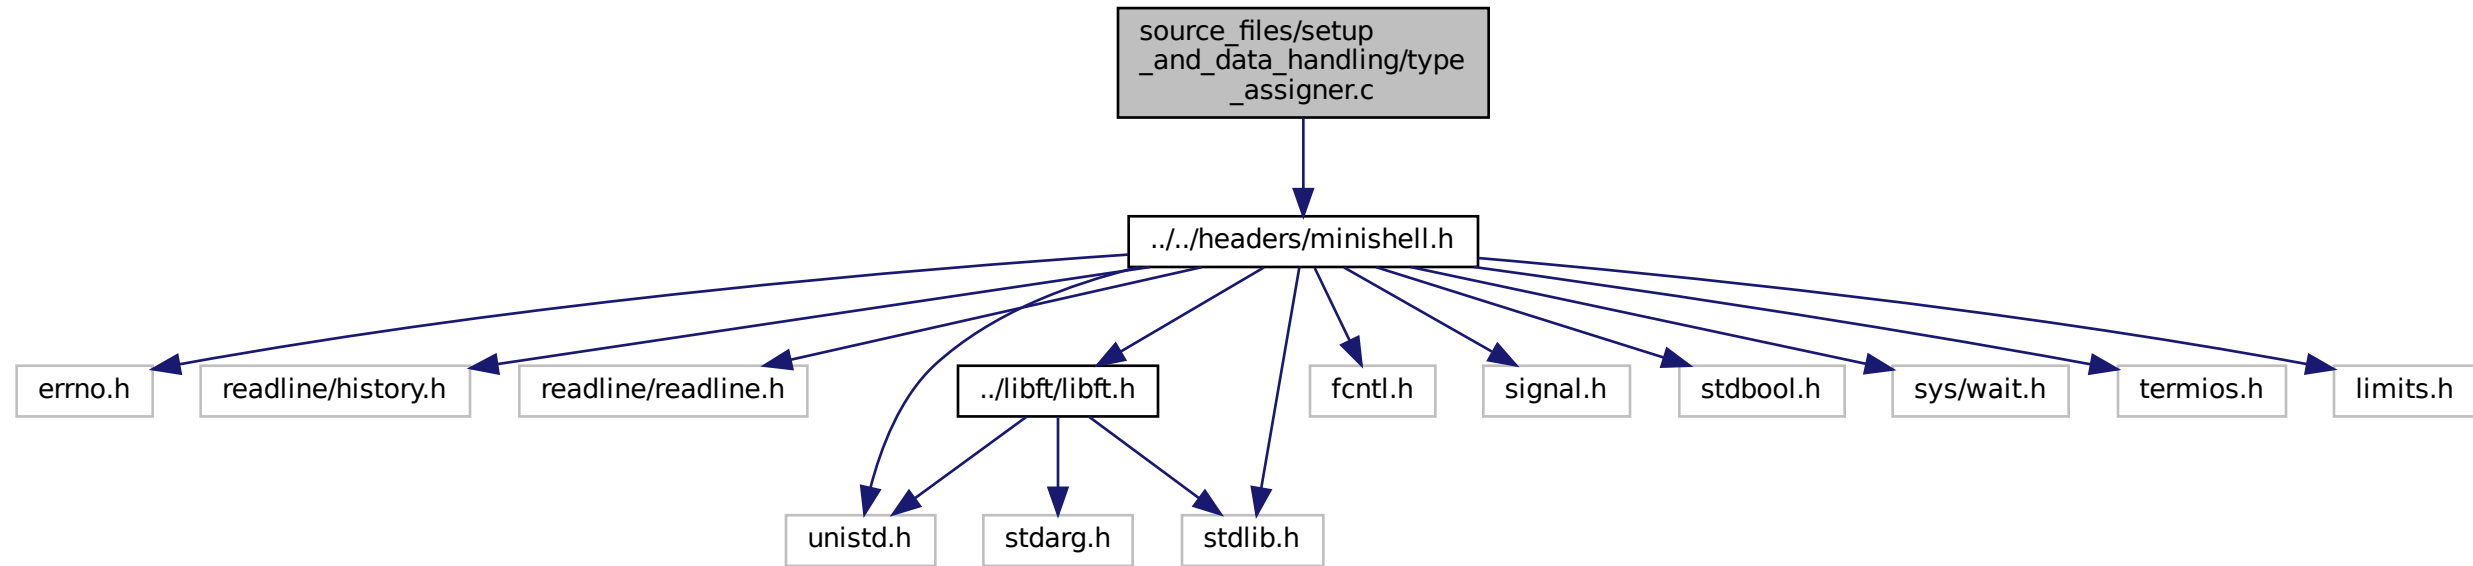 source_files/setup
_and_data_handling/type
_assigner.c
../../headers/minishell.h
errno.h
readline/history.h
readline/readline.h
../libft/libft.h
fcntl.h
signal.h
stdbool.h
sys/wait.h
termios.h
limits.h
unistd.h
stdarg.h
stdlib.h